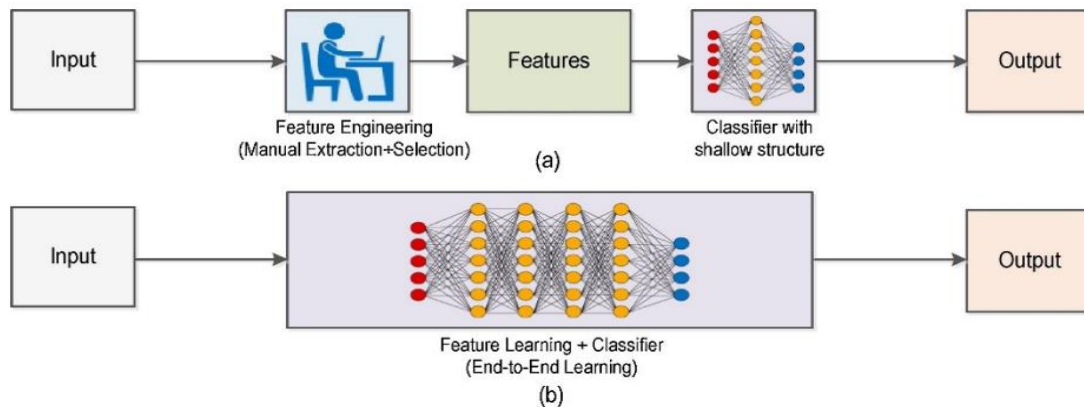 Input
Features
Output
Feature Engineering
(Manual Extraction+Selection)
Classifier with
shallow structure
(a)
Input
Output
Feature Learning + Classifier
(End-to-End Learning)
(b)